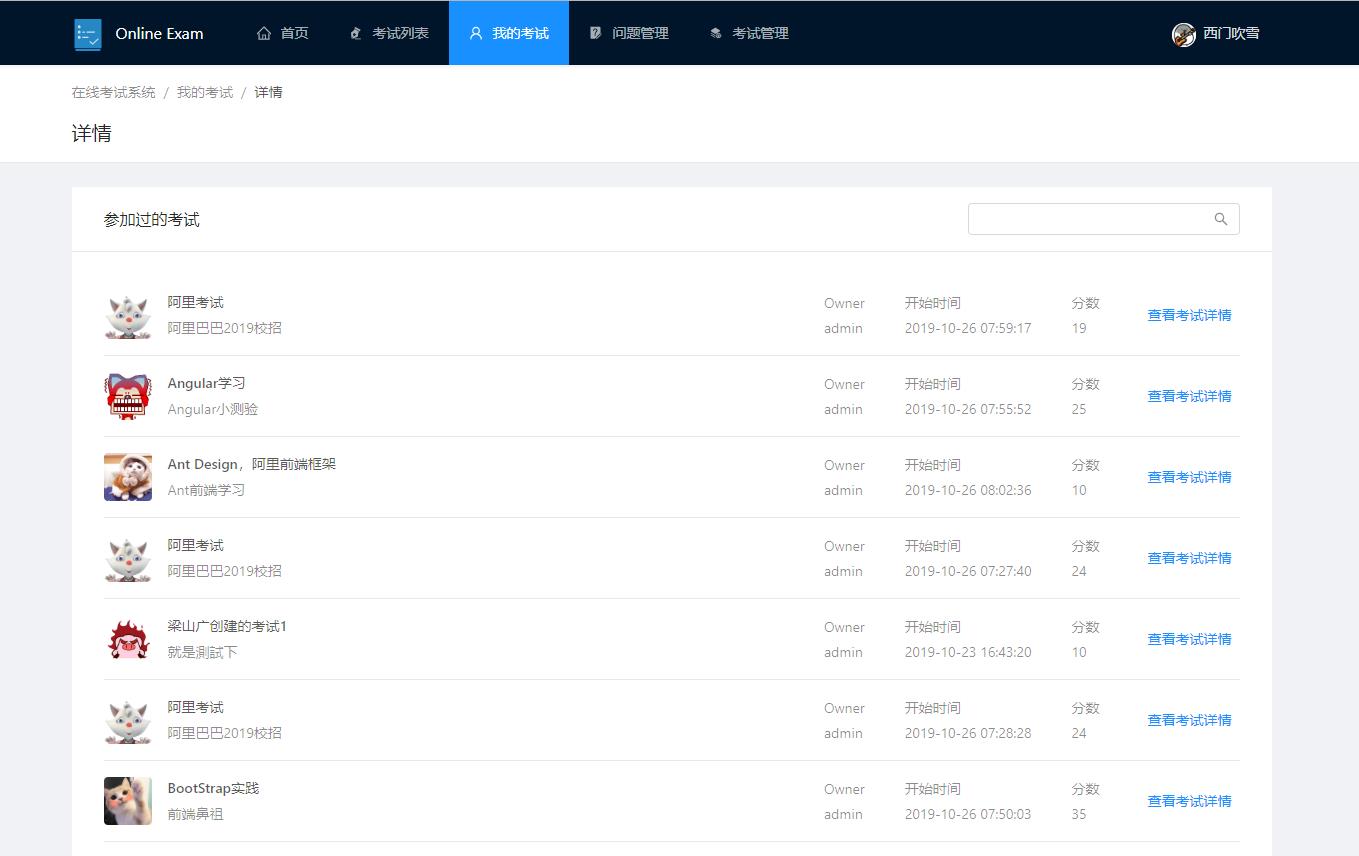 Online Exam 首页 考试列表 我的考试 问题管理 考试管理 西门吹雪
在线考试系统 / 我的考试 / 详情
详情
参加过的考试
阿里考试 Owner 开始时间 分数 查看考试详情
阿里巴巴2019校招 admin 2019-10-26 07:59:17 19
Angular学习 Owner 开始时间 分数 查看考试详情
Angular小测验 admin 2019-10-26 07:55:52 25
Ant Design，阿里前端框架 Owner 开始时间 分数 查看考试详情
Ant前端学习 admin 2019-10-26 08:02:36 10
阿里考试 Owner 开始时间 分数 查看考试详情
阿里巴巴2019校招 admin 2019-10-26 07:27:40 24
梁山广创建的考试1 Owner 开始时间 分数 查看考试详情
就是测試下 admin 2019-10-23 16:43:20 10
阿里考试 Owner 开始时间 分数 查看考试详情
阿里巴巴2019校招 admin 2019-10-26 07:28:28 24
BootStrap实践 Owner 开始时间 分数 查看考试详情
前端鼻祖 admin 2019-10-26 07:50:03 35